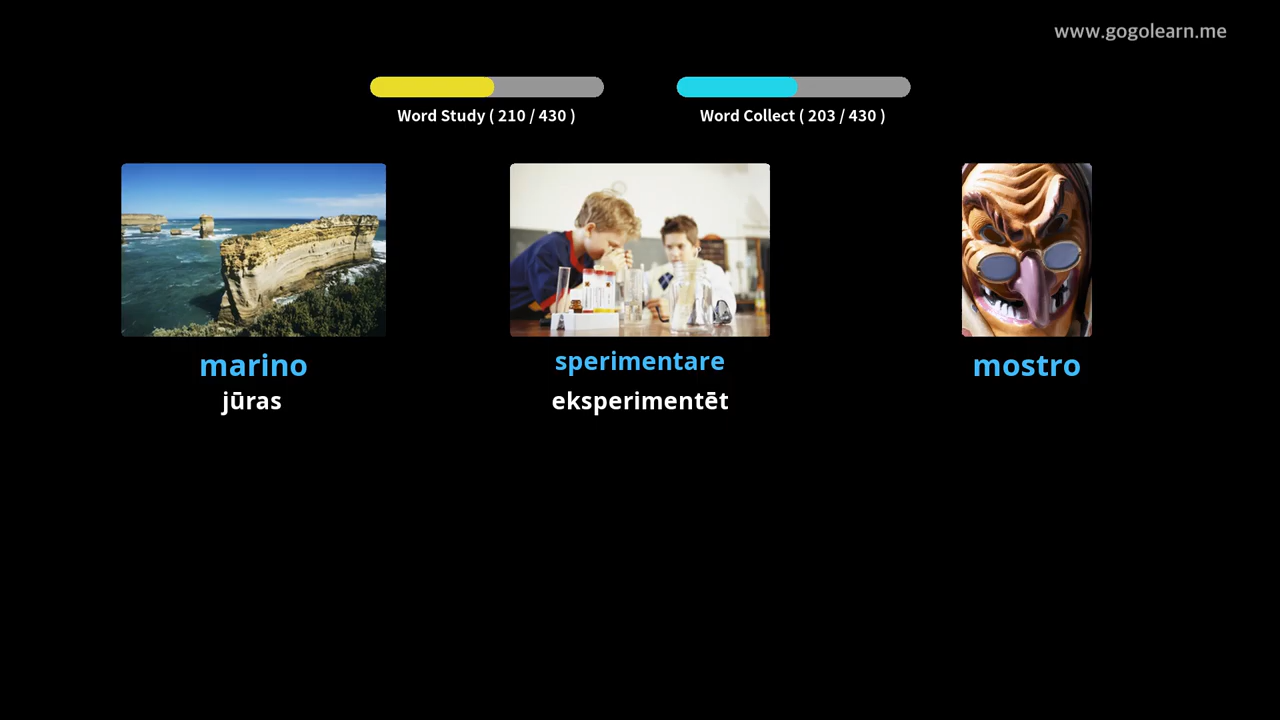 www.gogolearn.me
Word Study ( 210 / 430 )
Word Collect ( 203 / 430 )
marino
jūras
sperimentare
eksperimentēt
mostro